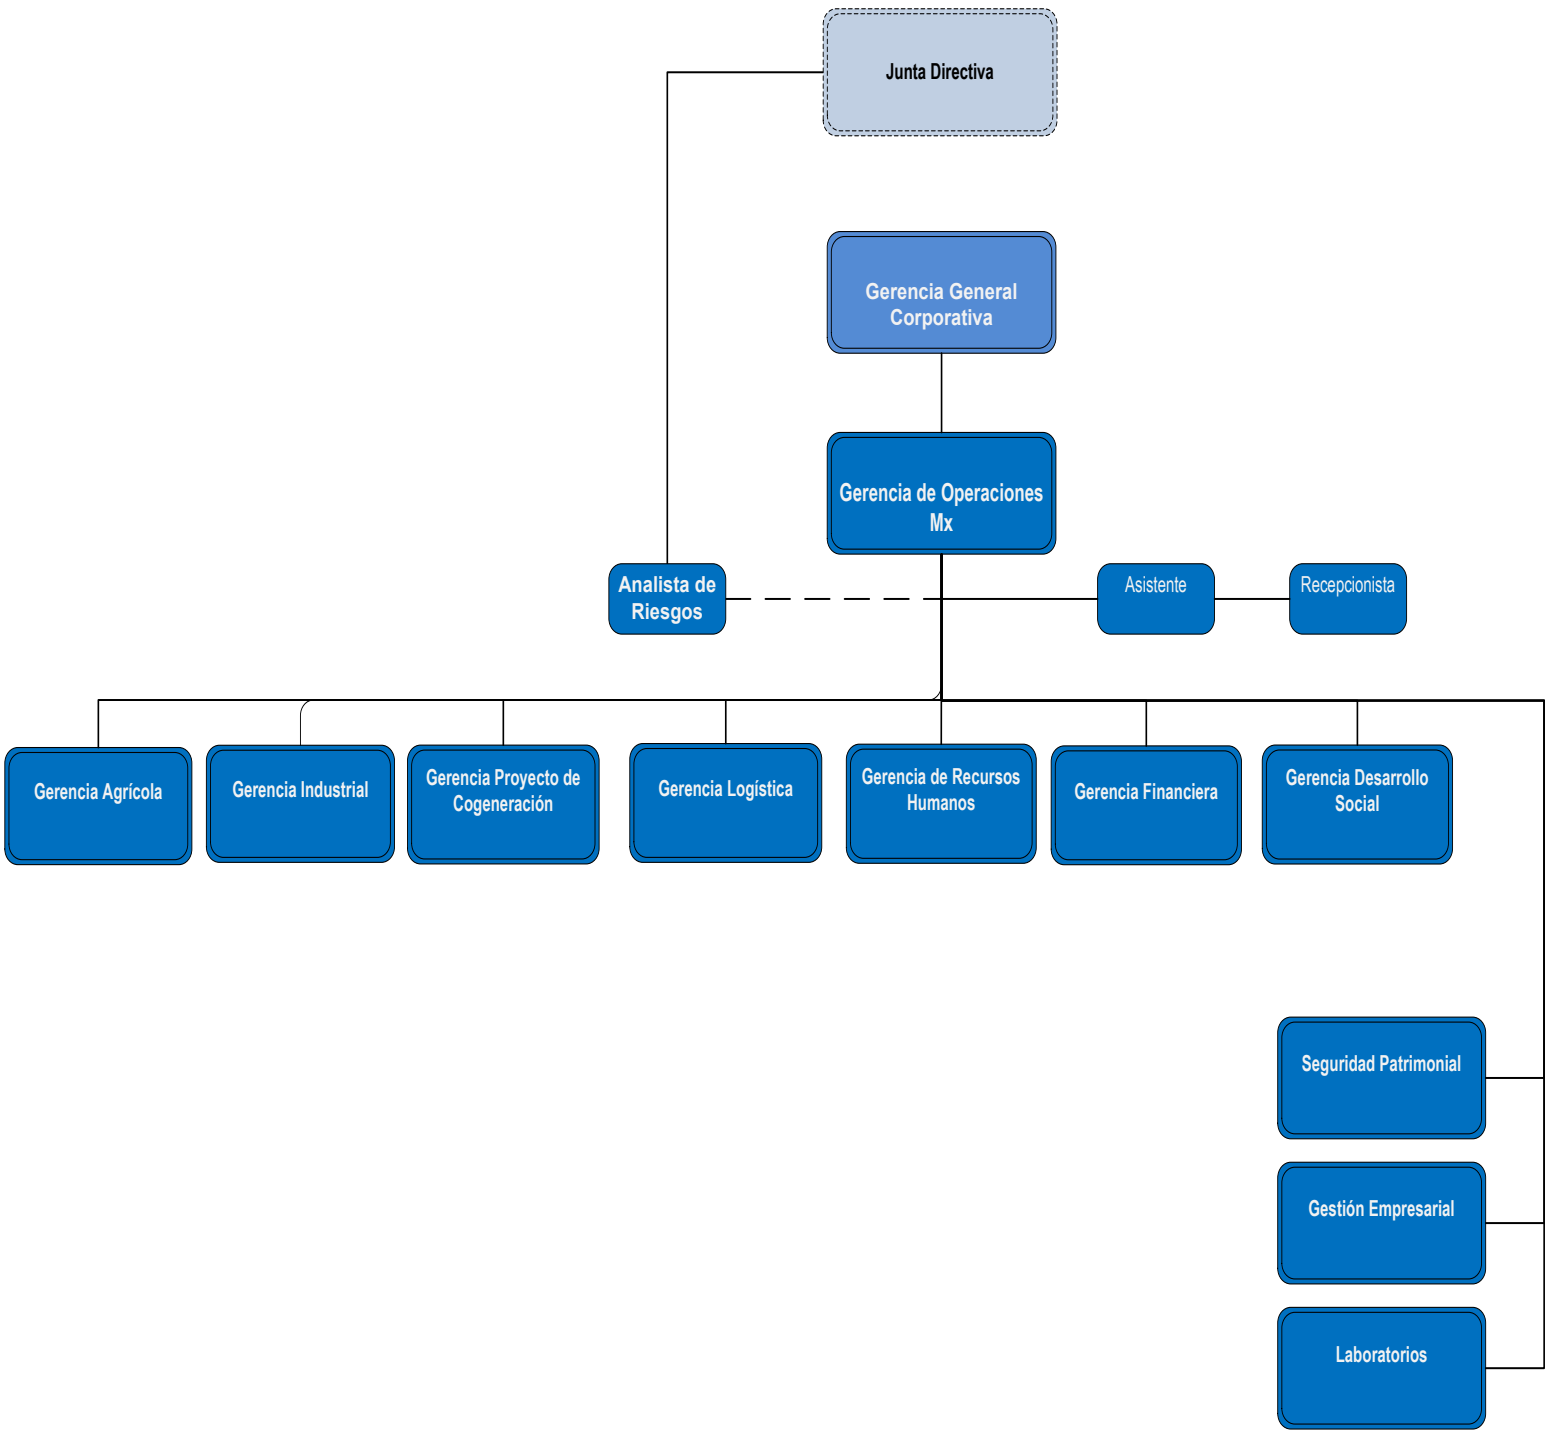 Junta Directiva
Gerencia General
Corporativa
Gerencia de Operaciones
Mx
Analista de
Riesgos
Asistente
Recepcionista
Gerencia Agrícola
Gerencia Industrial
Gerencia Proyecto de
Cogeneración
Gerencia Logística
Gerencia de Recursos
Humanos
Gerencia Financiera
Gerencia Desarrollo
Social
Seguridad Patrimonial
Gestión Empresarial
Laboratorios